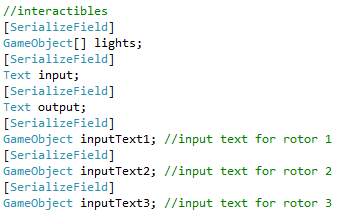 //interactibles
[SerializeField]
GameObject[] lights;
[SerializeField]
Text input;
[SerializeField]
Text output;
[SerializeField]
GameObject inputText1; //input text for rotor 1
[SerializeField]
GameObject inputText2; //input text for rotor 2
[SerializeField]
GameObject inputText3; //input text for rotor 3